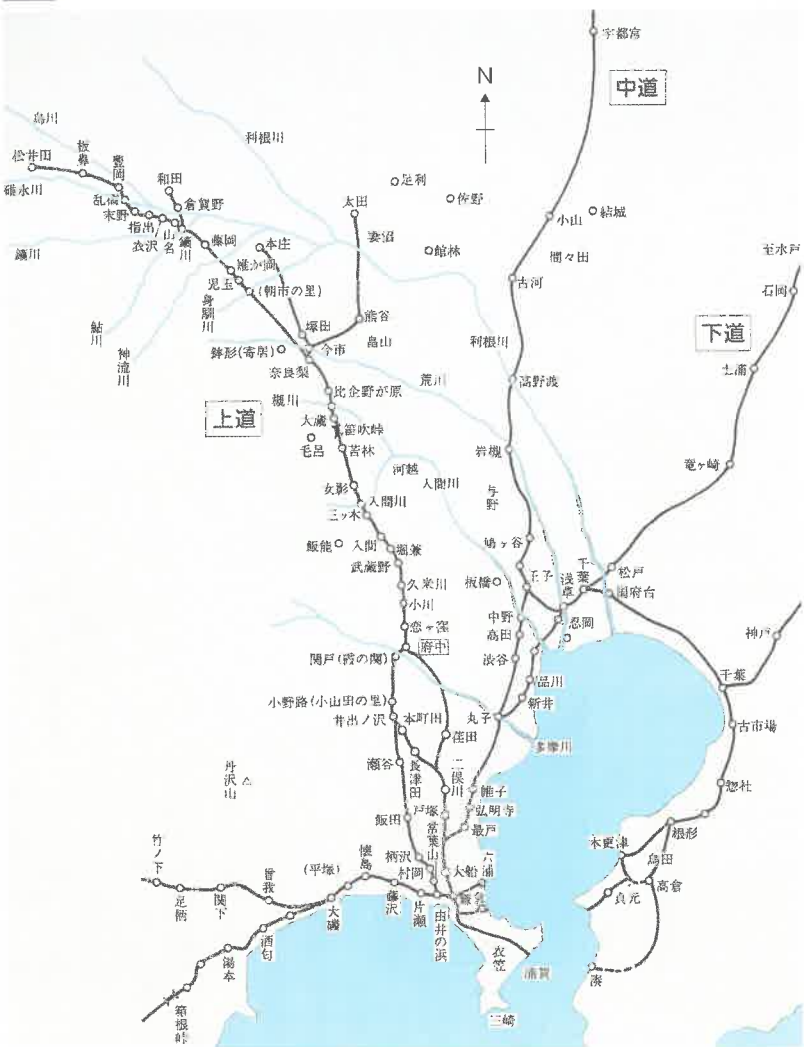 宇都宮
中道
N
烏川
利根川
松井田
板鼻
豊岡
和田
足利
碓氷川
乱橋
倉賀野
太田
佐野
末野
小山
結城
指出
山名
鏑川
妻沼
衣沢
藤岡
本庄
館林
間々田
至水戸
鏑川
雉が岡
古河
石岡
児玉
(朝市の里)
身馴川
熊谷
利根川
下道
鮎川
神流川
塚田
鉢形(寄居)
今市
畠山
土浦
奈良梨
荒川
高野渡
比企野が原
槻川
上道
大蔵
笛吹峠
毛呂
苦林
岩槻
河越
入間川
竜ヶ崎
女影
与野
入間川
三ヶ木
鳩ヶ谷
飯能
入間
堀兼
千葉
松戸
武蔵野
板橋
王子
浅草
国府台
久米川
小川
中野
忍岡
恋ヶ窪
高田
神戸
府中
関戸(霞の関)
渋谷
千葉
品川
小野路(小山田の里)
新井
井出ノ沢
本町田
丸子
古市場
荏田
多摩川
瀬谷
長津田
二俣川
丹沢山
帷子
惣社
戸塚
弘明寺
飯田
常葉山
最戸
根形
竹ノ下
木更津
島田
懐島
柄沢
大船
六浦
(平塚)
村岡
高倉
曽我
鎌倉
貞元
足柄
関下
大磯
藤沢
片瀬
由井の浜
酒匂
衣笠
湯本
浦賀
湊
箱根峠
三崎